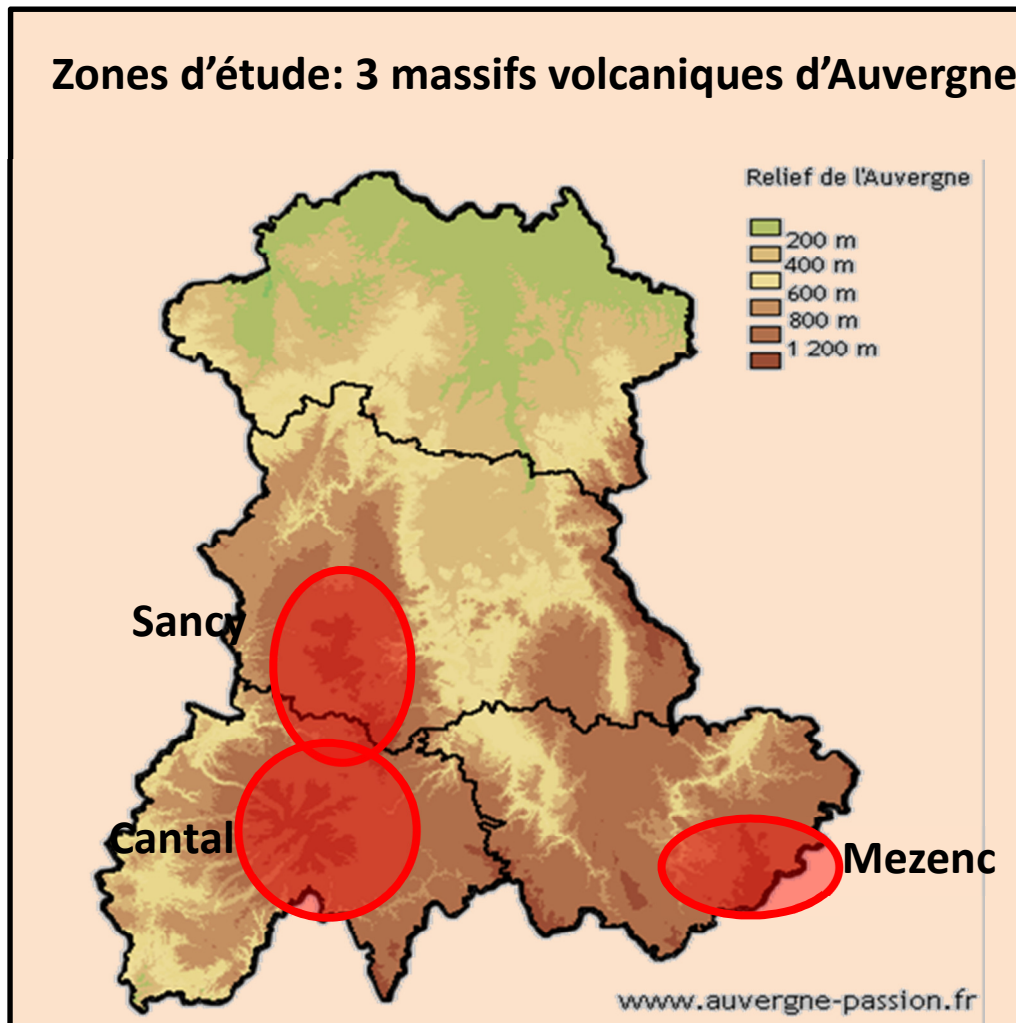 Zones d’étude: 3 massifs volcaniques d’Auvergne
Relief de l'Auvergne
200 m
400 m
600 m
800 m
1 200 m
Sancy
Cantal
Mezenc
www.auvergne-passion.fr